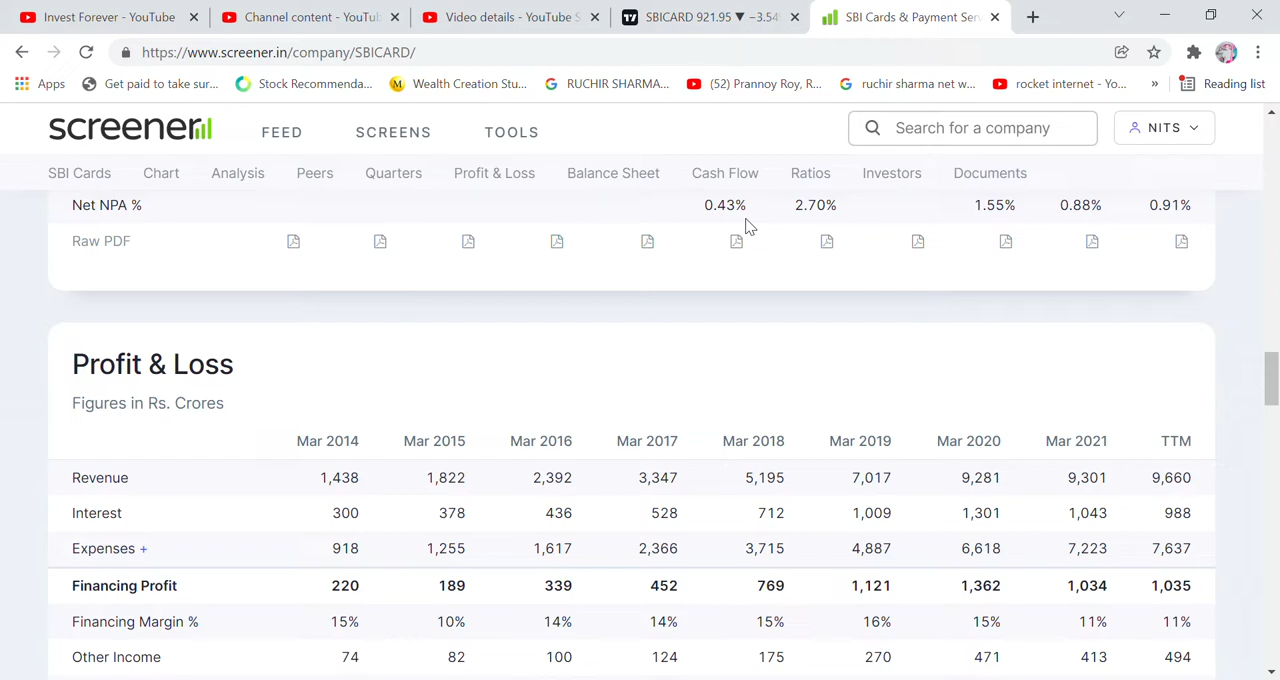 Invest Forever - YouTube
Channel content - YouTub
Video details - YouTube S
SBICARD 921.95 ▼ −3.54%
SBI Cards & Payment Serv
https://www.screener.in/company/SBICARD/
Apps
Get paid to take sur...
Stock Recommenda...
Wealth Creation Stu...
RUCHIR SHARMA...
(52) Prannoy Roy, R...
ruchir sharma net w...
rocket internet - Yo...
»
Reading list
screener
FEED
SCREENS
TOOLS
Search for a company
NITS
SBI Cards Chart Analysis Peers Quarters Profit & Loss Balance Sheet Cash Flow Ratios Investors Documents
Net NPA % 0.43% 2.70% 1.55% 0.88% 0.91%
Raw PDF
Profit & Loss
Figures in Rs. Crores
Mar 2014 Mar 2015 Mar 2016 Mar 2017 Mar 2018 Mar 2019 Mar 2020 Mar 2021 TTM
Revenue 1,438 1,822 2,392 3,347 5,195 7,017 9,281 9,301 9,660
Interest 300 378 436 528 712 1,009 1,301 1,043 988
Expenses + 918 1,255 1,617 2,366 3,715 4,887 6,618 7,223 7,637
Financing Profit 220 189 339 452 769 1,121 1,362 1,034 1,035
Financing Margin % 15% 10% 14% 14% 15% 16% 15% 11% 11%
Other Income 74 82 100 124 175 270 471 413 494